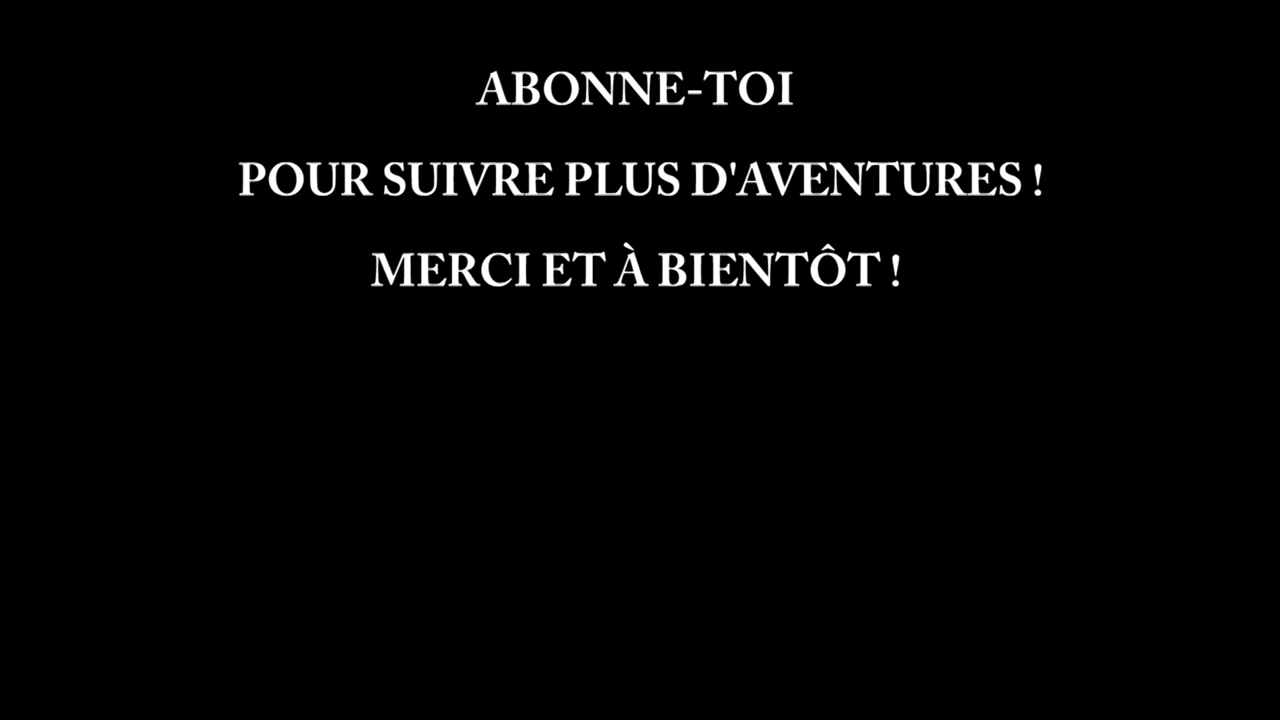 ABONNE-TOI
POUR SUIVRE PLUS D'AVENTURES !
MERCI ET À BIENTÔT !